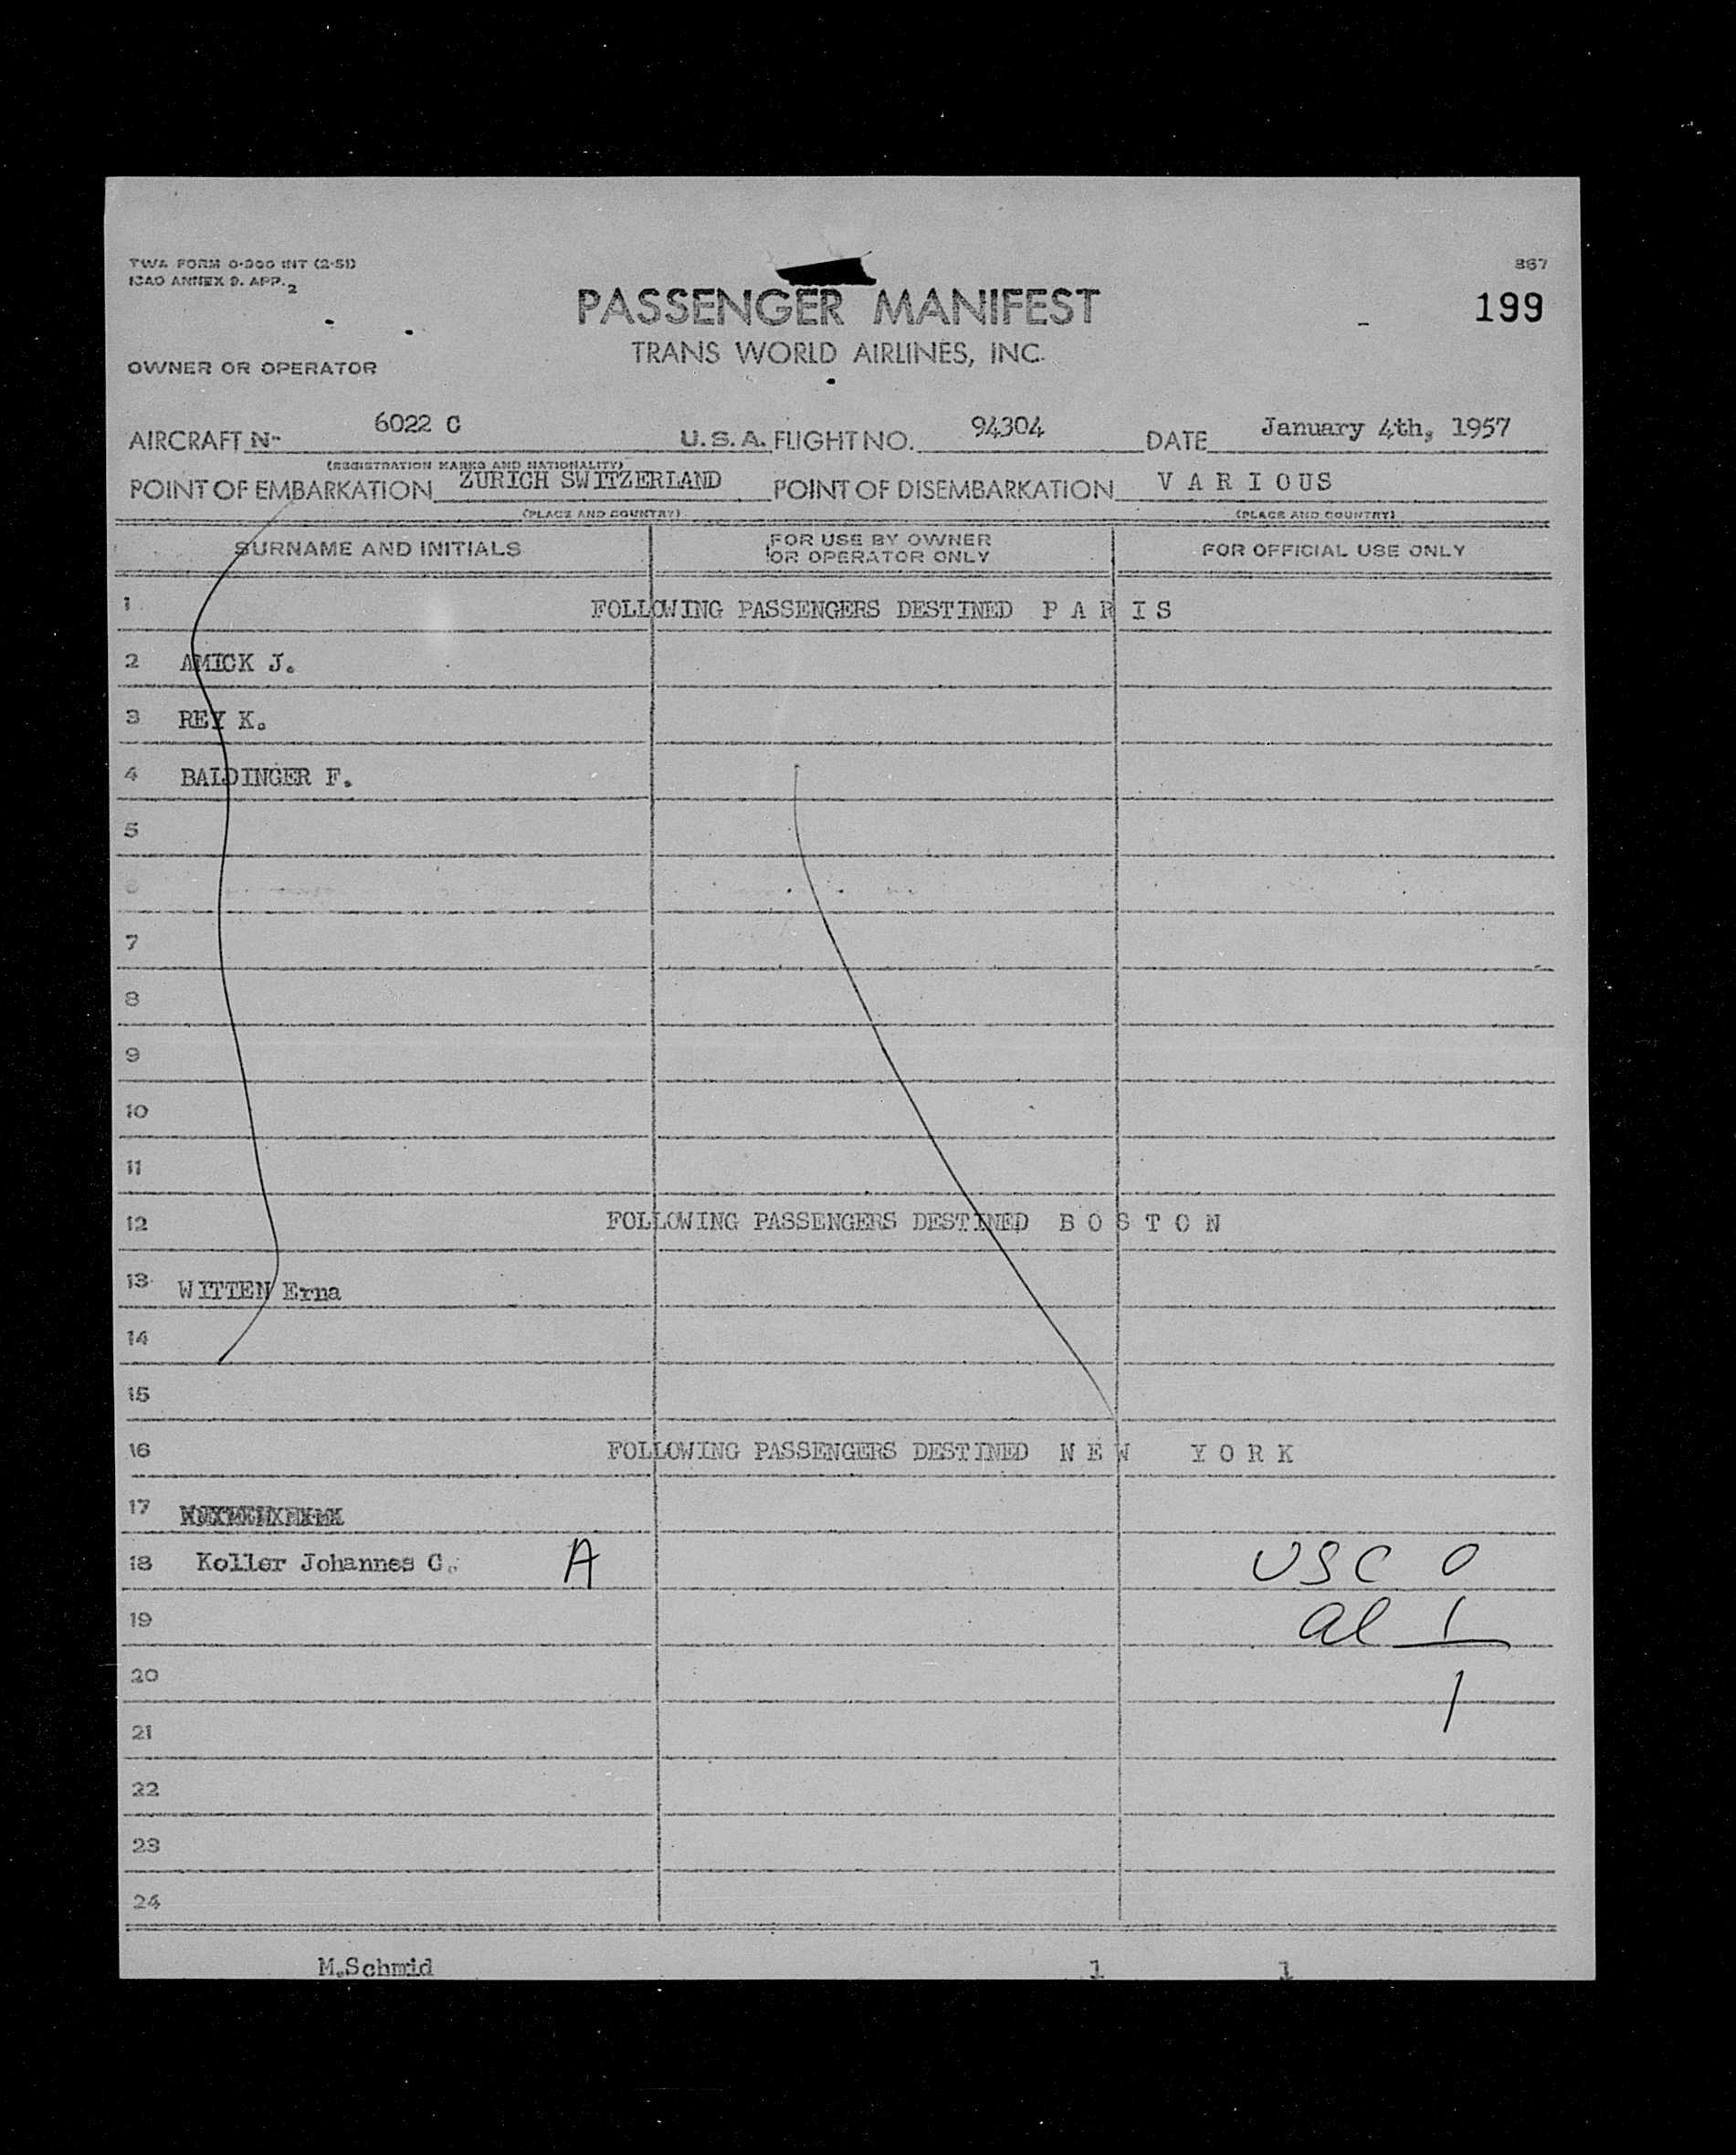 TWA FORM O-300 INT (2-51)
ICAO ANNEX 9. APP. 2
867
199
PASSENGER MANIFEST
TRANS WORLD AIRLINES, INC.
OWNER OR OPERATOR
AIRCRAFT N- 6022 C U.S.A. FLIGHT NO. 94304 DATE January 4th, 1957
(REGISTRATION MARKS AND NATIONALITY)
POINT OF EMBARKATION ZURICH SWITZERLAND POINT OF DISEMBARKATION V A R I O U S
(PLACE AND COUNTRY) (PLACE AND COUNTRY)
SURNAME AND INITIALS FOR USE BY OWNER OR OPERATOR ONLY FOR OFFICIAL USE ONLY
1 FOLLOWING PASSENGERS DESTINED P A R I S
2 AMICK J.
3 REY K.
4 BALDINGER F.
5
6
7
8
9
10
11
12 FOLLOWING PASSENGERS DESTINED B O S T O N
13 WITTEN Erna
14
15
16 FOLLOWING PASSENGERS DESTINED N E W Y O R K
17
18 Koller Johannes C. A USC 0
19 al 1
20 1
21
22
23
24
M.Schmid 1 1